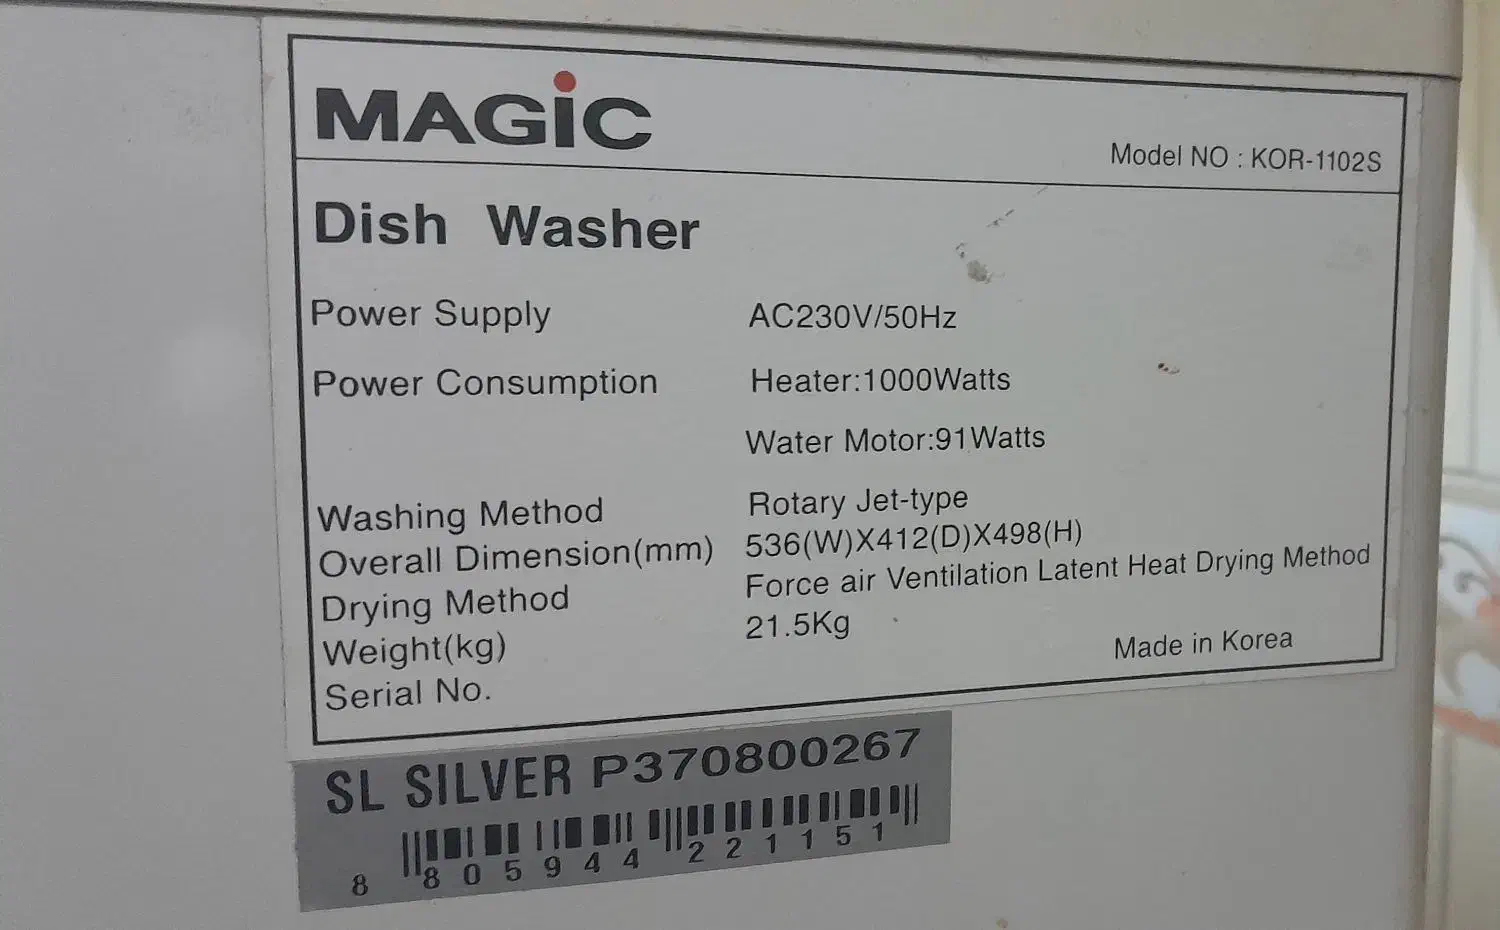 MAGiC
Model NO : KOR-1102S
Dish Washer
Power Supply AC230V/50Hz
Power Consumption Heater:1000Watts
Water Motor:91Watts
Washing Method Rotary Jet-type
Overall Dimension(mm) 536(W)X412(D)X498(H)
Drying Method Force air Ventilation Latent Heat Drying Method
Weight(kg) 21.5Kg
Serial No. Made in Korea
SL SILVER P370800267
8 805944 221151